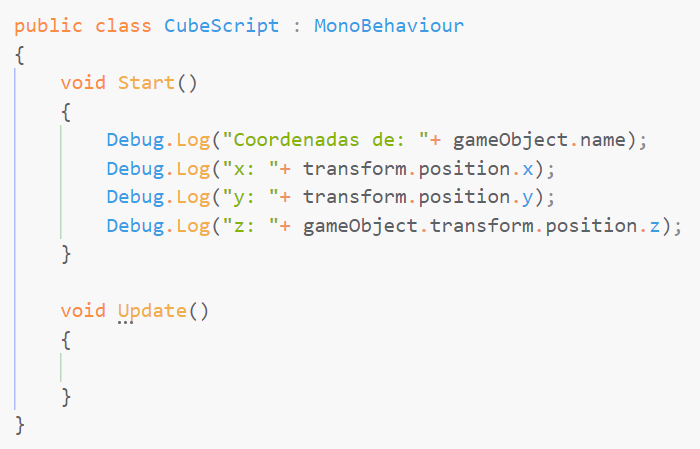 public class CubeScript : MonoBehaviour
{
    void Start()
    {
        Debug.Log("Coordenadas de: "+ gameObject.name);
        Debug.Log("x: "+ transform.position.x);
        Debug.Log("y: "+ transform.position.y);
        Debug.Log("z: "+ gameObject.transform.position.z);
    }

    void Update()
    {

    }
}